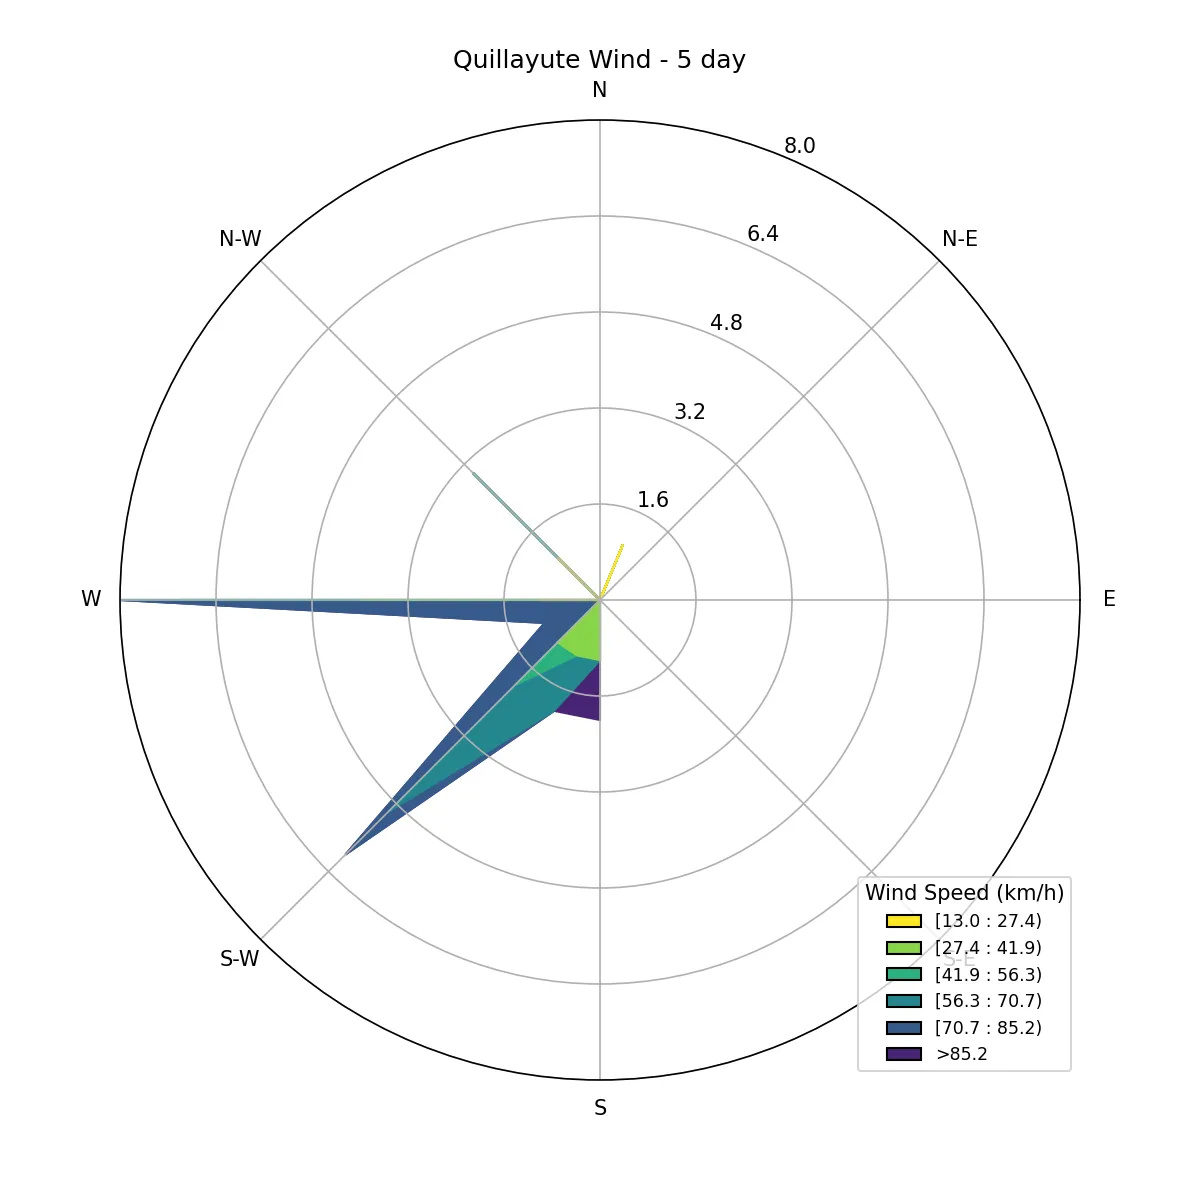 Quillayute Wind - 5 day
N
8.0
N-W
6.4
N-E
4.8
3.2
1.6
W
E
Wind Speed (km/h)
[13.0 : 27.4)
[27.4 : 41.9)
S-W
S-E
[41.9 : 56.3)
[56.3 : 70.7)
[70.7 : 85.2)
>85.2
S